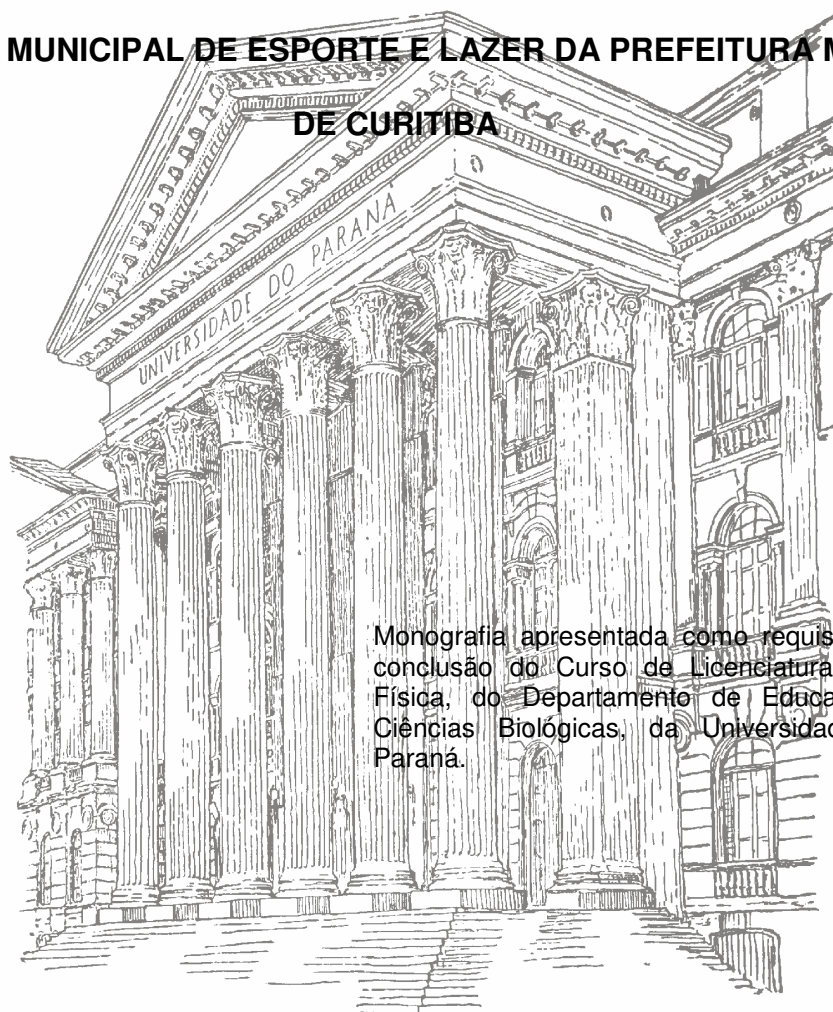 MUNICIPAL DE ESPORTE E LAZER DA PREFEITURA M
DE CURITIBA
UNIVERSIDADE DO PARANÁ
Monografia apresentada como requis
conclusão do Curso de Licenciatura
Física, do Departamento de Educa
Ciências Biológicas, da Universidad
Paraná.